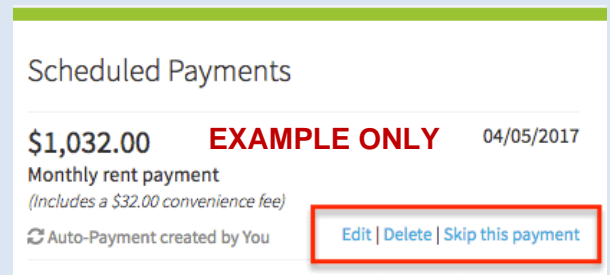 Scheduled Payments
$1,032.00 EXAMPLE ONLY 04/05/2017
Monthly rent payment
(Includes a $32.00 convenience fee)
Auto-Payment created by You Edit | Delete | Skip this payment